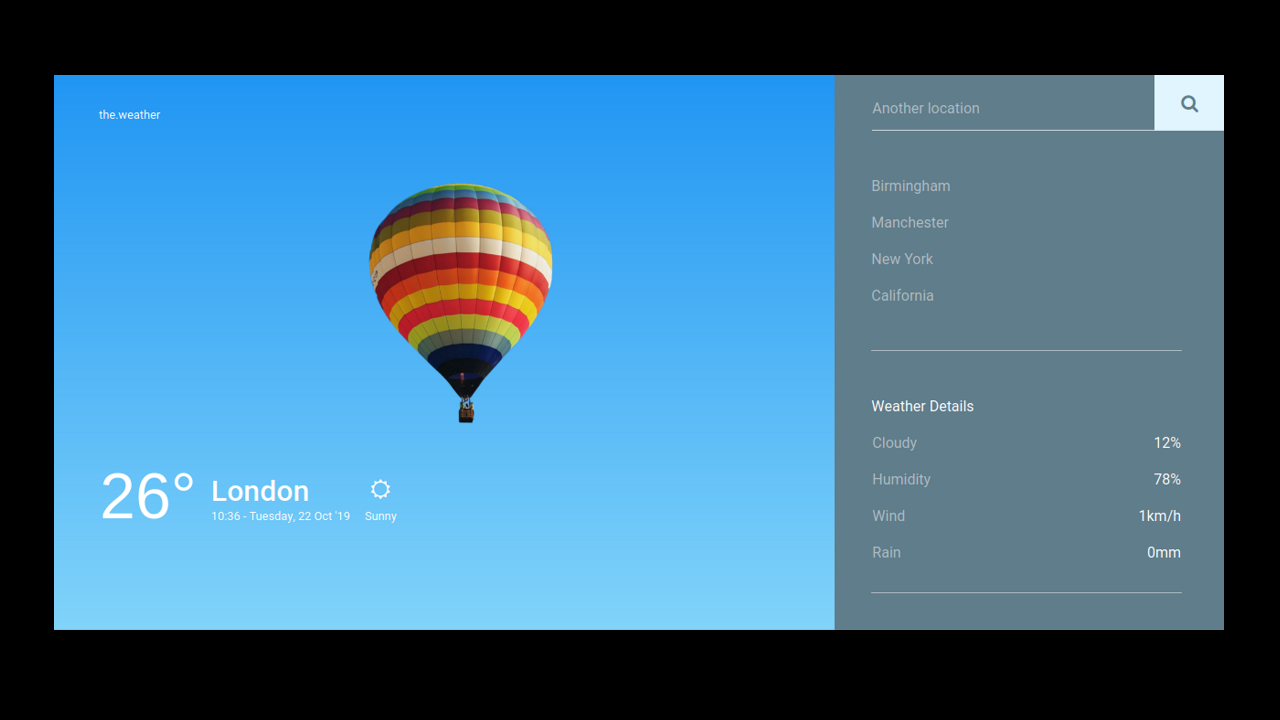 the.weather
26°
London
10:36 - Tuesday, 22 Oct '19
Sunny
Another location
Birmingham
Manchester
New York
California
Weather Details
Cloudy 12%
Humidity 78%
Wind 1km/h
Rain 0mm